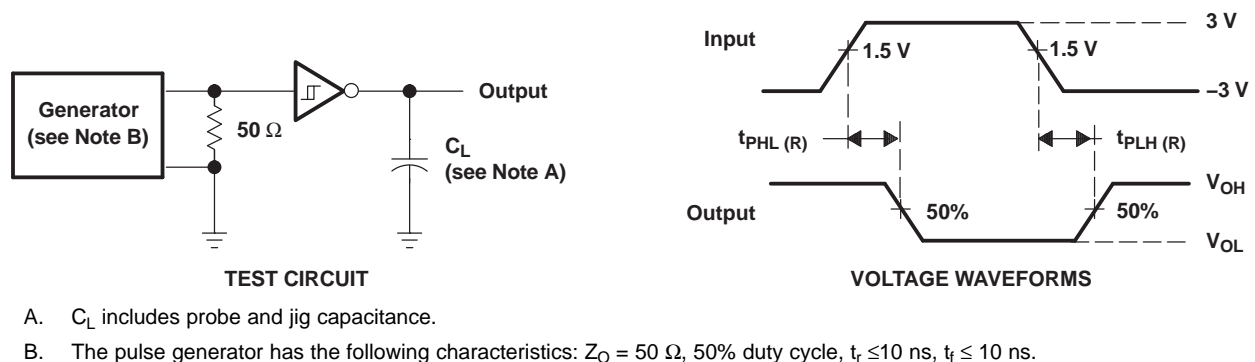 Generator
(see Note B)
50 Ω
Output
C_L
(see Note A)
TEST CIRCUIT
Input
1.5 V
1.5 V
3 V
–3 V
t_PHL (R)
t_PLH (R)
Output
50%
50%
V_OH
V_OL
VOLTAGE WAVEFORMS
A. C_L includes probe and jig capacitance.
B. The pulse generator has the following characteristics: Z_O = 50 Ω, 50% duty cycle, t_r ≤10 ns, t_f ≤ 10 ns.